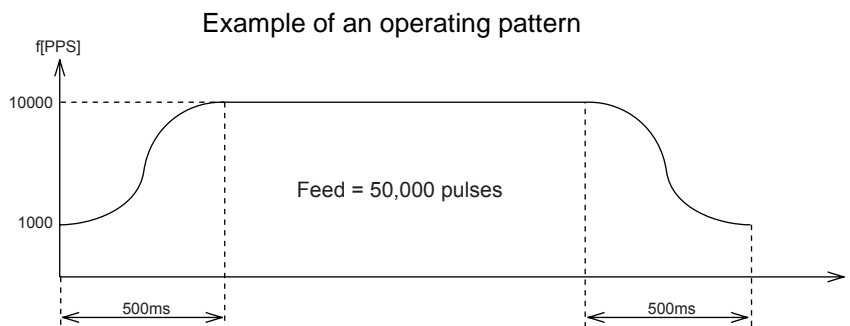 Example of an operating pattern
f[PPS]
10000
Feed = 50,000 pulses
1000
500ms
500ms